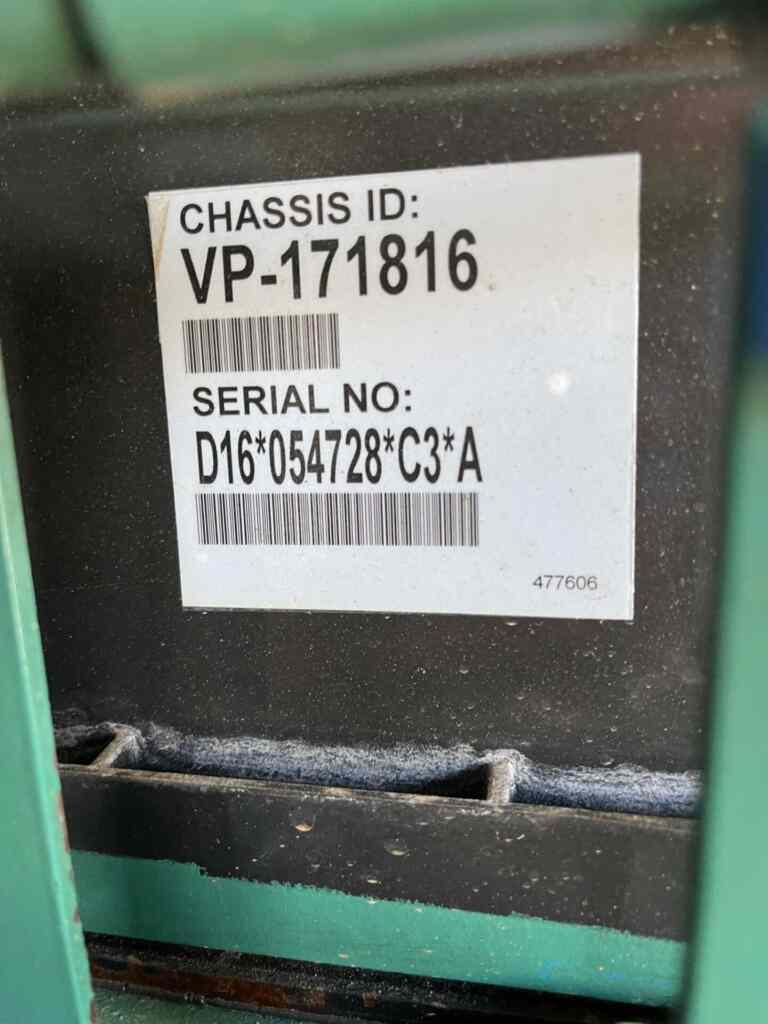 CHASSIS ID:
VP-171816
SERIAL NO:
D16*054728*C3*A
477606